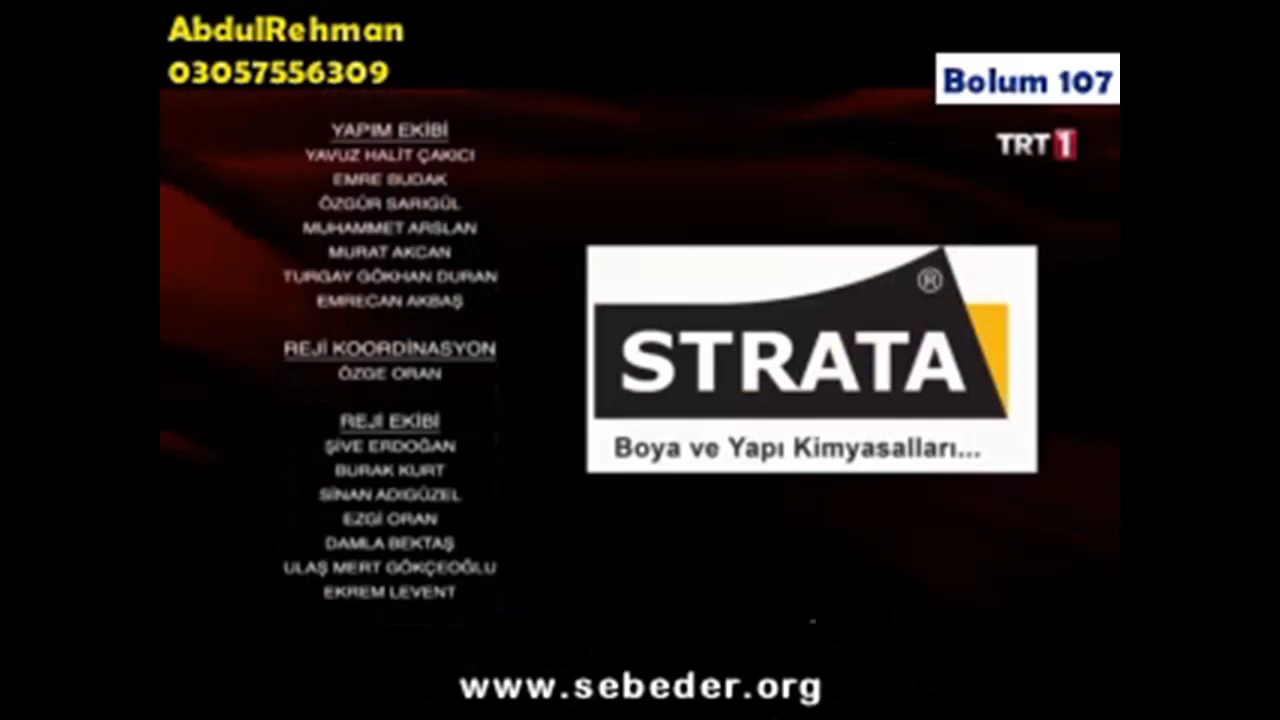 AbdulRehman
03057556309
Bolum 107
TRT 1
YAPIM EKİBİ
YAVUZ HALİT ÇAKICI
EMRE BUDAK
ÖZGÜR SARIGÜL
MUHAMMET ARSLAN
MURAT AKCAN
TURGAY GÖKHAN DURAN
EMRECAN AKBAŞ
REJİ KOORDİNASYON
ÖZGE ORAN
REJİ EKİBİ
ŞİVE ERDOĞAN
BURAK KURT
SİNAN ADIGÜZEL
EZGİ ORAN
DAMLA BEKTAŞ
ULAŞ MERT GÖKÇEOĞLU
EKREM LEVENT
®
STRATA
Boya ve Yapı Kimyasalları...
www.sebeder.org